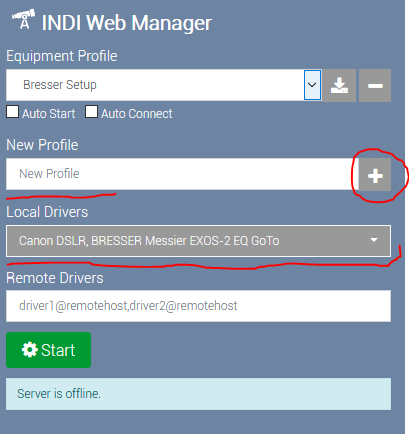 INDI Web Manager
Equipment Profile
Bresser Setup
Auto Start Auto Connect
New Profile
New Profile
Local Drivers
Canon DSLR, BRESSER Messier EXOS-2 EQ GoTo
Remote Drivers
driver1@remotehost,driver2@remotehost
Start
Server is offline.